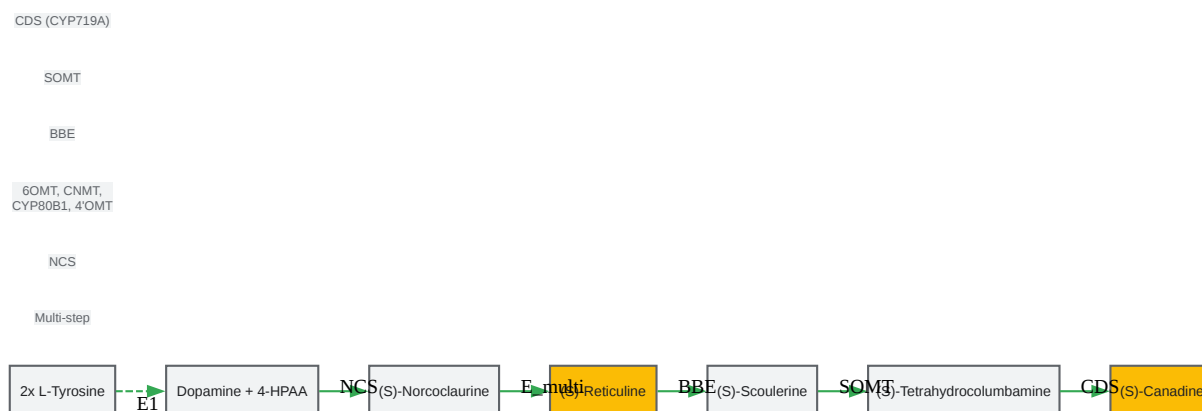 CDS (CYP719A)
SOMT
BBE
6OMT, CNMT,
CYP80B1, 4'OMT
NCS
Multi-step
2x L-Tyrosine
E1
Dopamine + 4-HPAA
NCS
(S)-Norcoclaurine
E_multi
(S)-Reticuline
BBE
(S)-Scoulerine
SOMT
(S)-Tetrahydrocolumbamine
CDS
(S)-Canadine